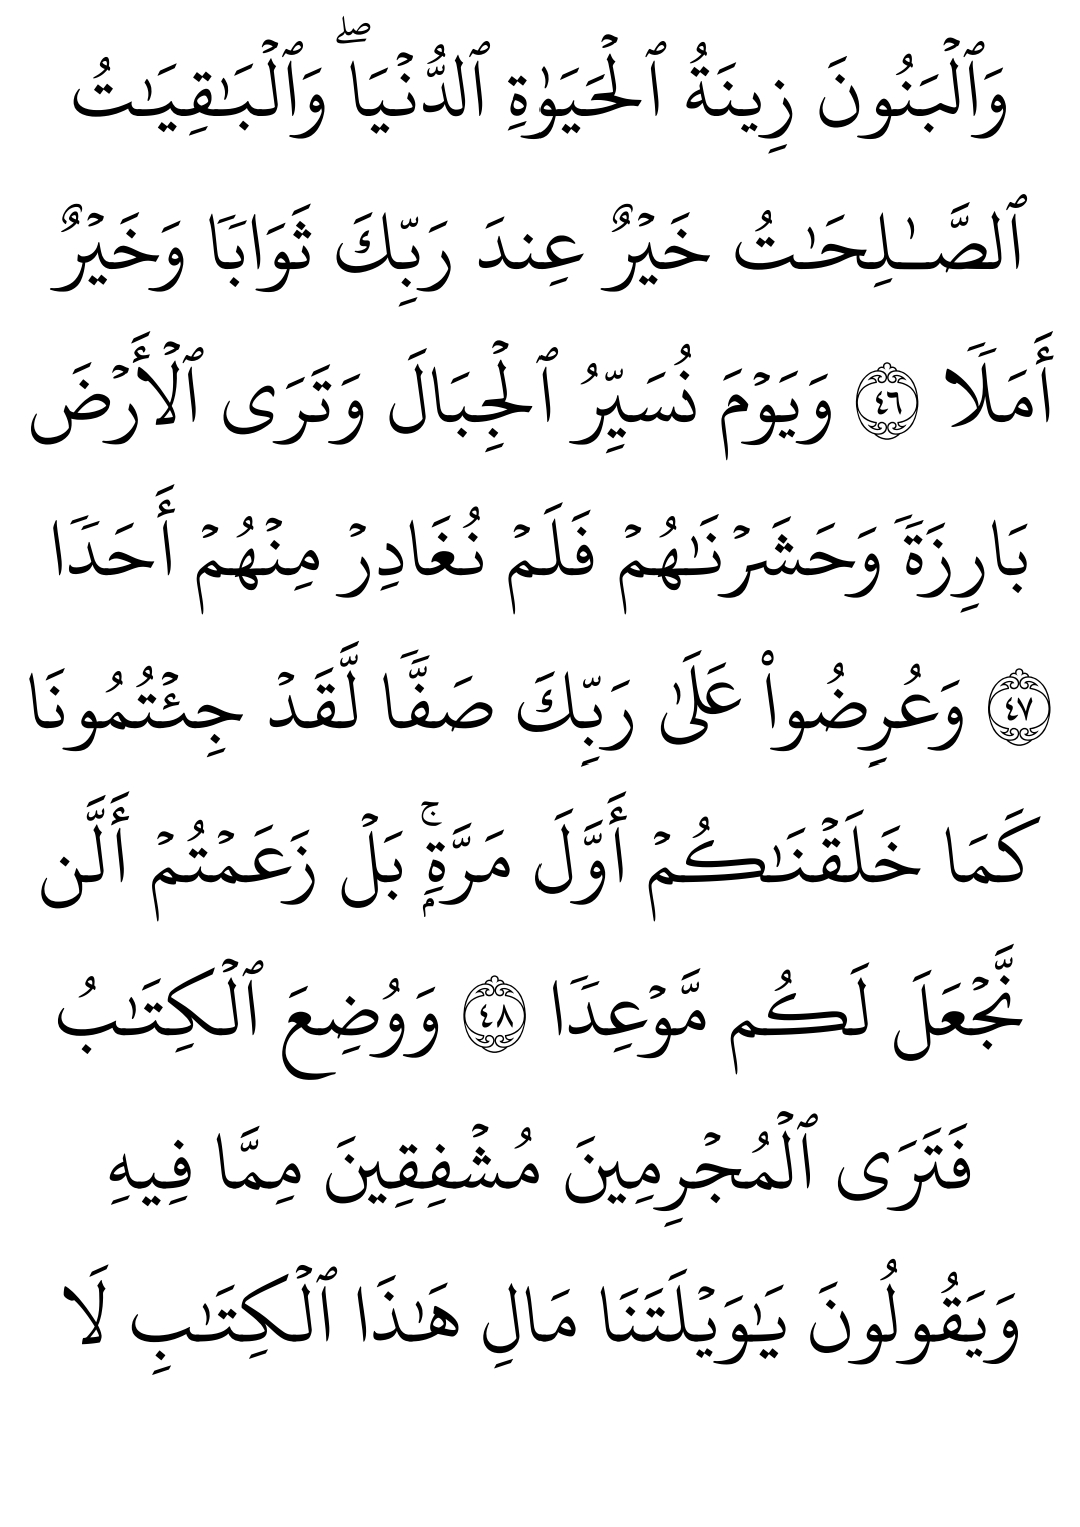 وَٱلۡبَنُونَ زِينَةُ ٱلۡحَيَوٰةِ ٱلدُّنۡيَاۖ وَٱلۡبَٰقِيَٰتُ
ٱلصَّٰلِحَٰتُ خَيۡرٌ عِندَ رَبِّكَ ثَوَابٗا وَخَيۡرٌ
أَمَلٗا ٤٦ وَيَوۡمَ نُسَيِّرُ ٱلۡجِبَالَ وَتَرَى ٱلۡأَرۡضَ
بَارِزَةٗ وَحَشَرۡنَٰهُمۡ فَلَمۡ نُغَادِرۡ مِنۡهُمۡ أَحَدٗا
٤٧ وَعُرِضُواْ عَلَىٰ رَبِّكَ صَفّٗا لَّقَدۡ جِئۡتُمُونَا
كَمَا خَلَقۡنَٰكُمۡ أَوَّلَ مَرَّةِۭۚ بَلۡ زَعَمۡتُمۡ أَلَّن
نَّجۡعَلَ لَكُم مَّوۡعِدٗا ٤٨ وَوُضِعَ ٱلۡكِتَٰبُ
فَتَرَى ٱلۡمُجۡرِمِينَ مُشۡفِقِينَ مِمَّا فِيهِ
وَيَقُولُونَ يَٰوَيۡلَتَنَا مَالِ هَٰذَا ٱلۡكِتَٰبِ لَا